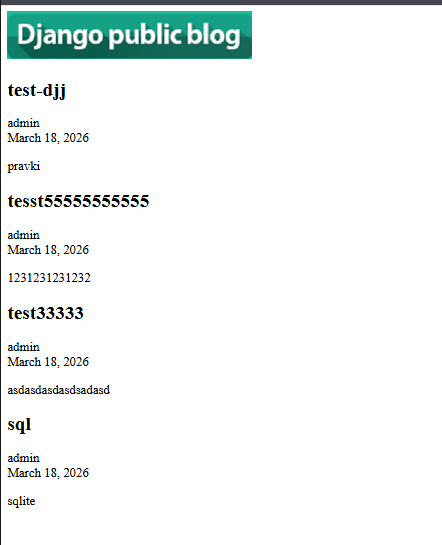 Django public blog
test-djj
admin
March 18, 2026
pravki
tesst55555555555
admin
March 18, 2026
1231231231232
test33333
admin
March 18, 2026
asdasdasdasdsadasd
sql
admin
March 18, 2026
sqlite